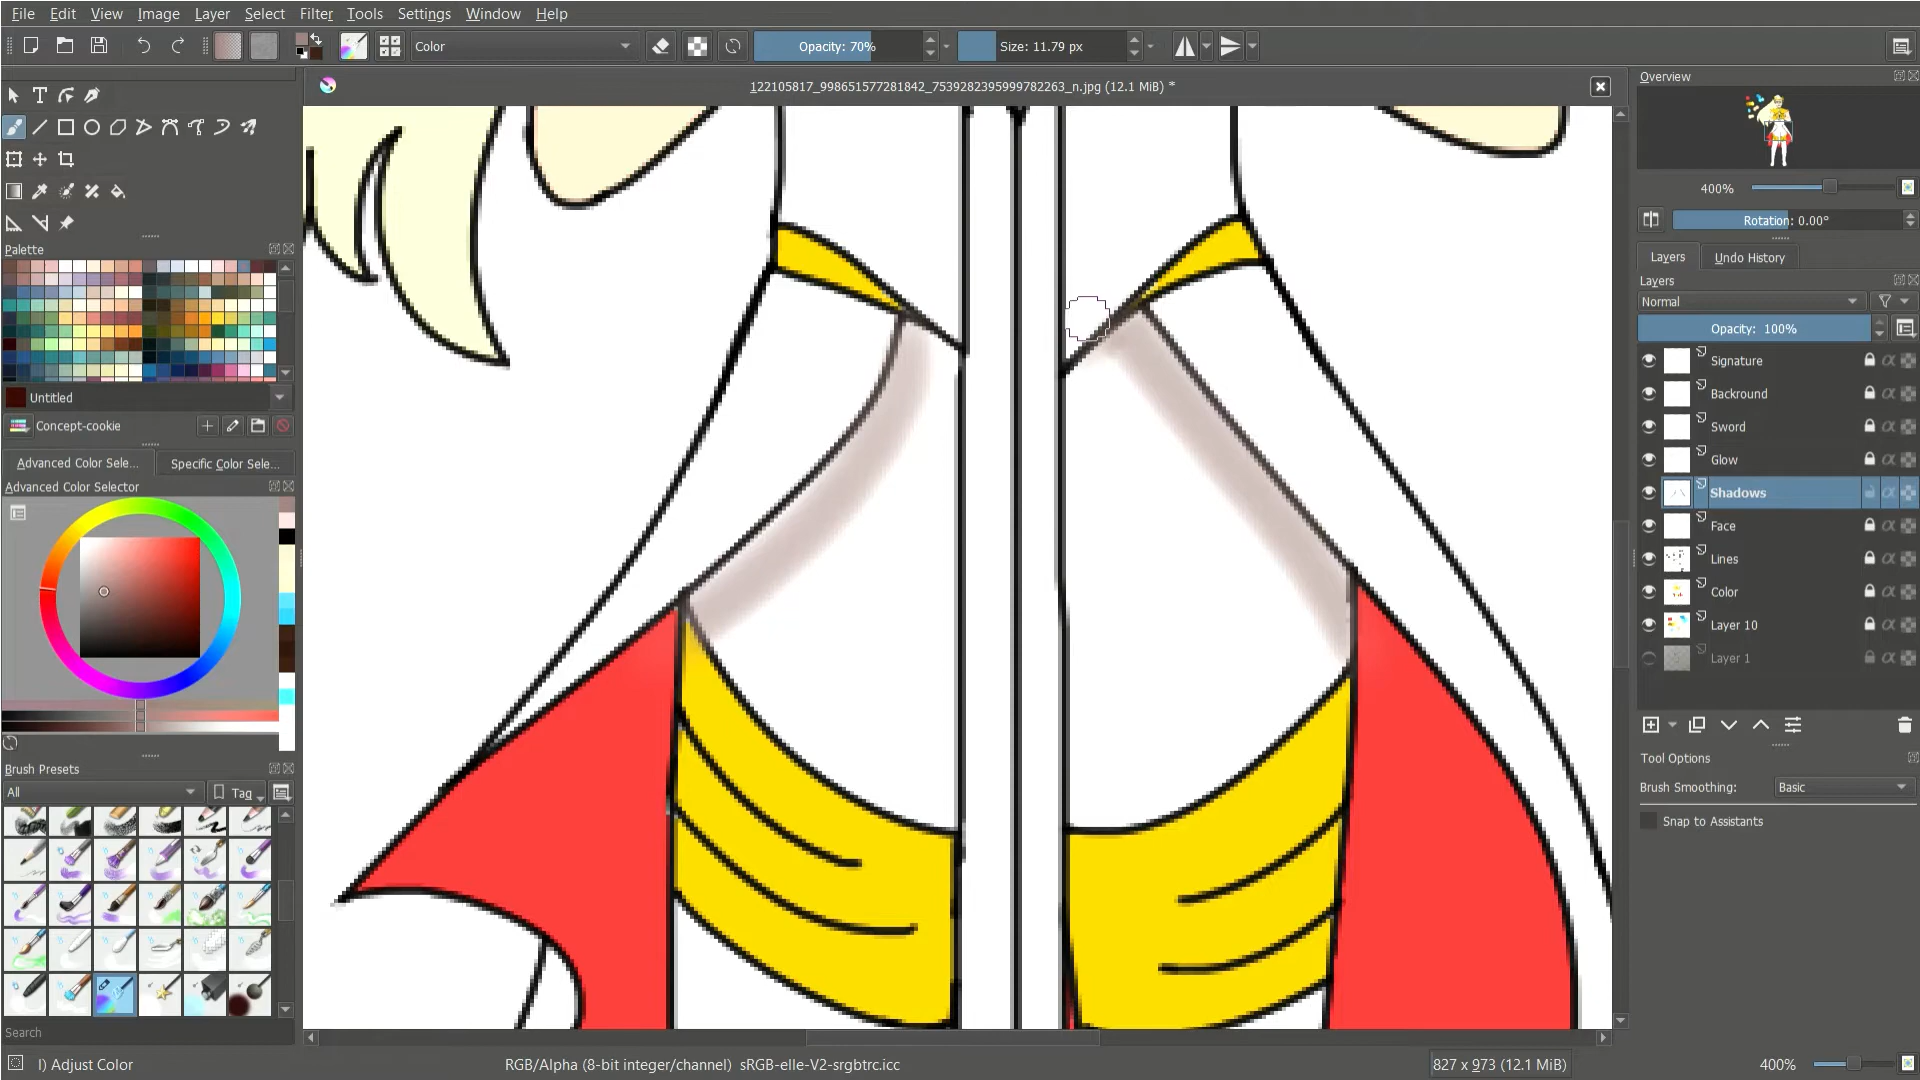 File Edit View Image Layer Select Filter Tools Settings Window Help
Color
Opacity: 70%
Size: 11.79 px
122105817_998651577281842_7539282395999782263_n.jpg (12.1 MiB) *
Palette
Untitled
Concept-cookie
Advanced Color Sele...
Specific Color Sele...
Advanced Color Selector
Brush Presets
All
Tag
Search
Overview
400%
Rotation: 0.00°
Layers
Undo History
Layers
Normal
Opacity: 100%
Signature
Backround
Sword
Glow
Shadows
Face
Lines
Color
Layer 10
Layer 1
Tool Options
Brush Smoothing: Basic
Snap to Assistants
I) Adjust Color
RGB/Alpha (8-bit integer/channel) sRGB-elle-V2-srgbtrc.icc
827 x 973 (12.1 MiB)
400%